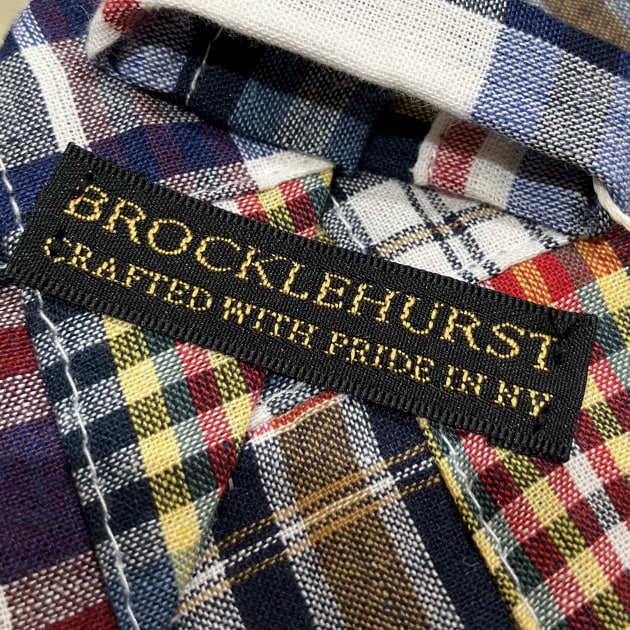 BROCKLEHURST
CRAFTED WITH PRIDE IN NY